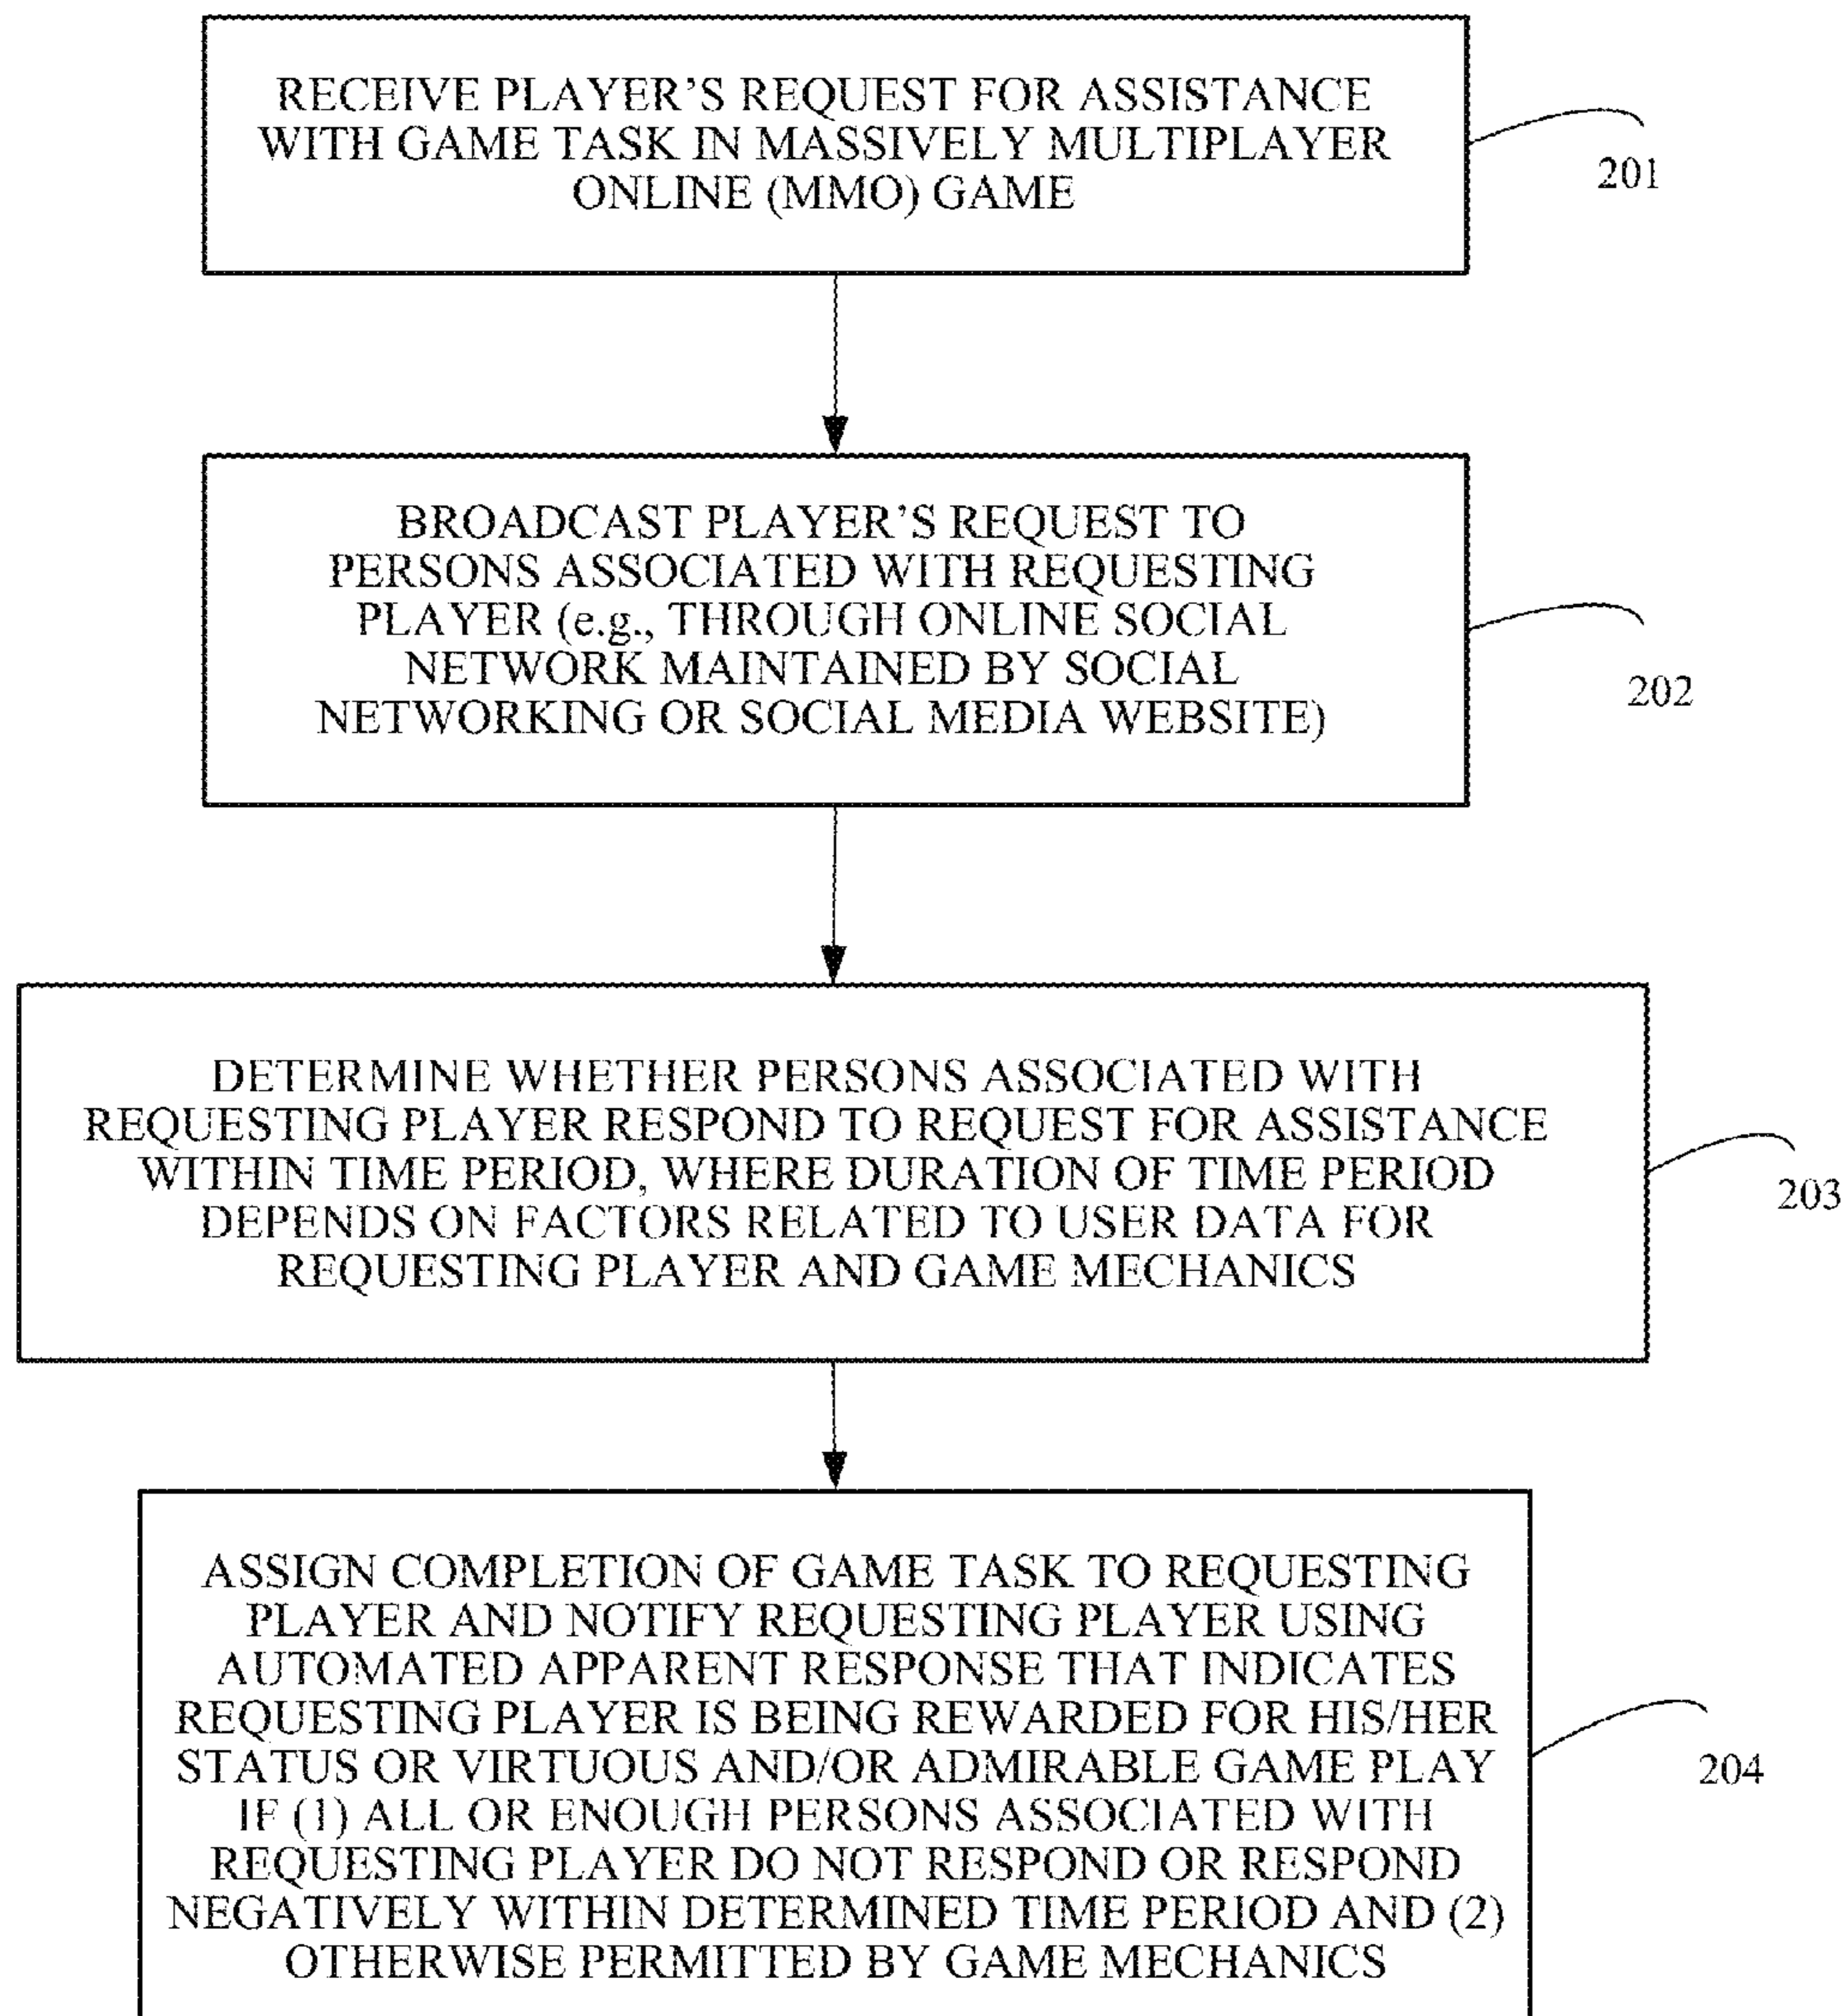 RECEIVE PLAYER'S REQUEST FOR ASSISTANCE
WITH GAME TASK IN MASSIVELY MULTIPLAYER
ONLINE (MMO) GAME
201
BROADCAST PLAYER'S REQUEST TO
PERSONS ASSOCIATED WITH REQUESTING
PLAYER (e.g., THROUGH ONLINE SOCIAL
NETWORK MAINTAINED BY SOCIAL
NETWORKING OR SOCIAL MEDIA WEBSITE)
202
DETERMINE WHETHER PERSONS ASSOCIATED WITH
REQUESTING PLAYER RESPOND TO REQUEST FOR ASSISTANCE
WITHIN TIME PERIOD, WHERE DURATION OF TIME PERIOD
DEPENDS ON FACTORS RELATED TO USER DATA FOR
REQUESTING PLAYER AND GAME MECHANICS
203
ASSIGN COMPLETION OF GAME TASK TO REQUESTING
PLAYER AND NOTIFY REQUESTING PLAYER USING
AUTOMATED APPARENT RESPONSE THAT INDICATES
REQUESTING PLAYER IS BEING REWARDED FOR HIS/HER
STATUS OR VIRTUOUS AND/OR ADMIRABLE GAME PLAY
IF (1) ALL OR ENOUGH PERSONS ASSOCIATED WITH
REQUESTING PLAYER DO NOT RESPOND OR RESPOND
NEGATIVELY WITHIN DETERMINED TIME PERIOD AND (2)
OTHERWISE PERMITTED BY GAME MECHANICS
204